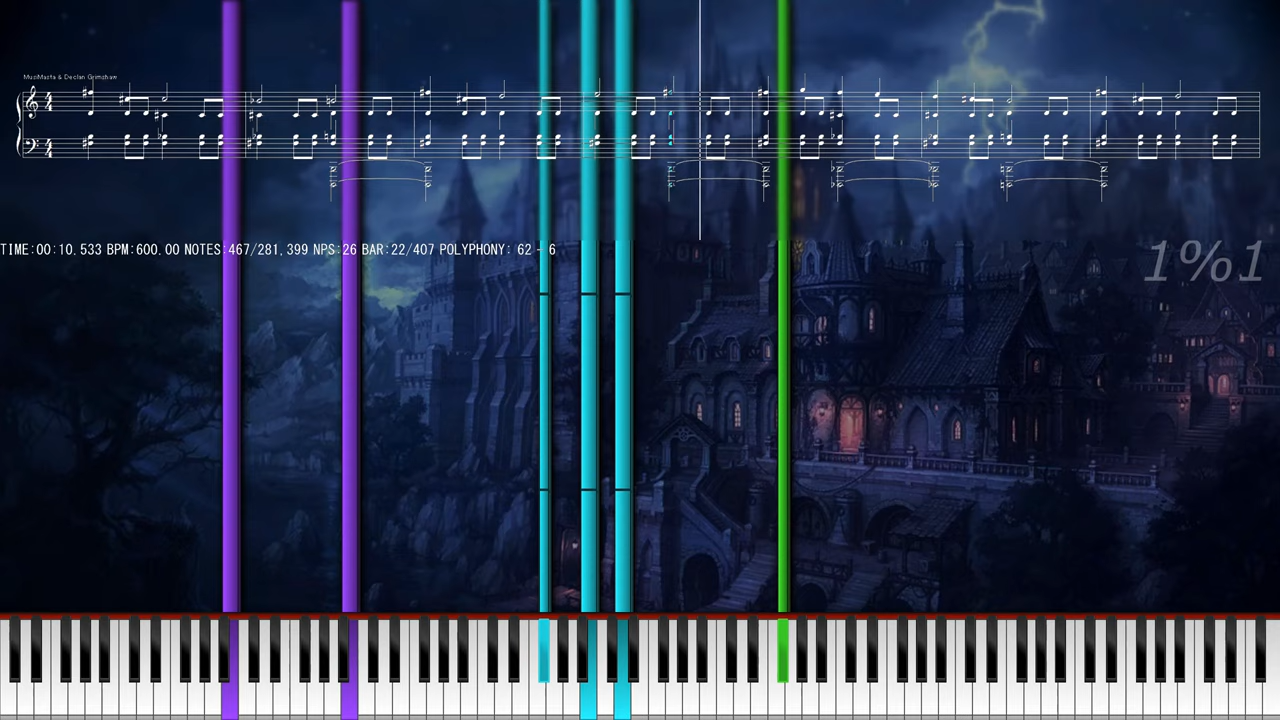 MusiMasta & Declan Grimshaw
TIME:00:10.533 BPM:600.00 NOTES:467/281,399 NPS:26 BAR:22/407 POLYPHONY: 62 - 6
1%1